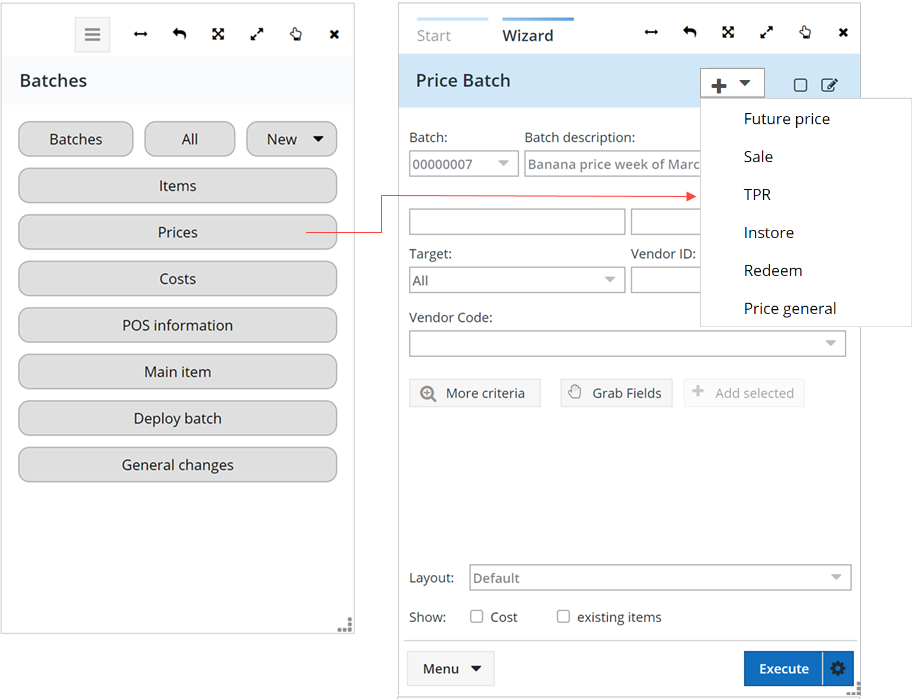 Batches
Batches All New
Items
Prices
Costs
POS information
Main item
Deploy batch
General changes
Start Wizard
Price Batch
Future price
Sale
TPR
Instore
Redeem
Price general
Batch: Batch description:
00000007 Banana price week of Marc
Target: Vendor ID:
All
Vendor Code:
More criteria Grab Fields Add selected
Layout: Default
Show: Cost existing items
Menu Execute